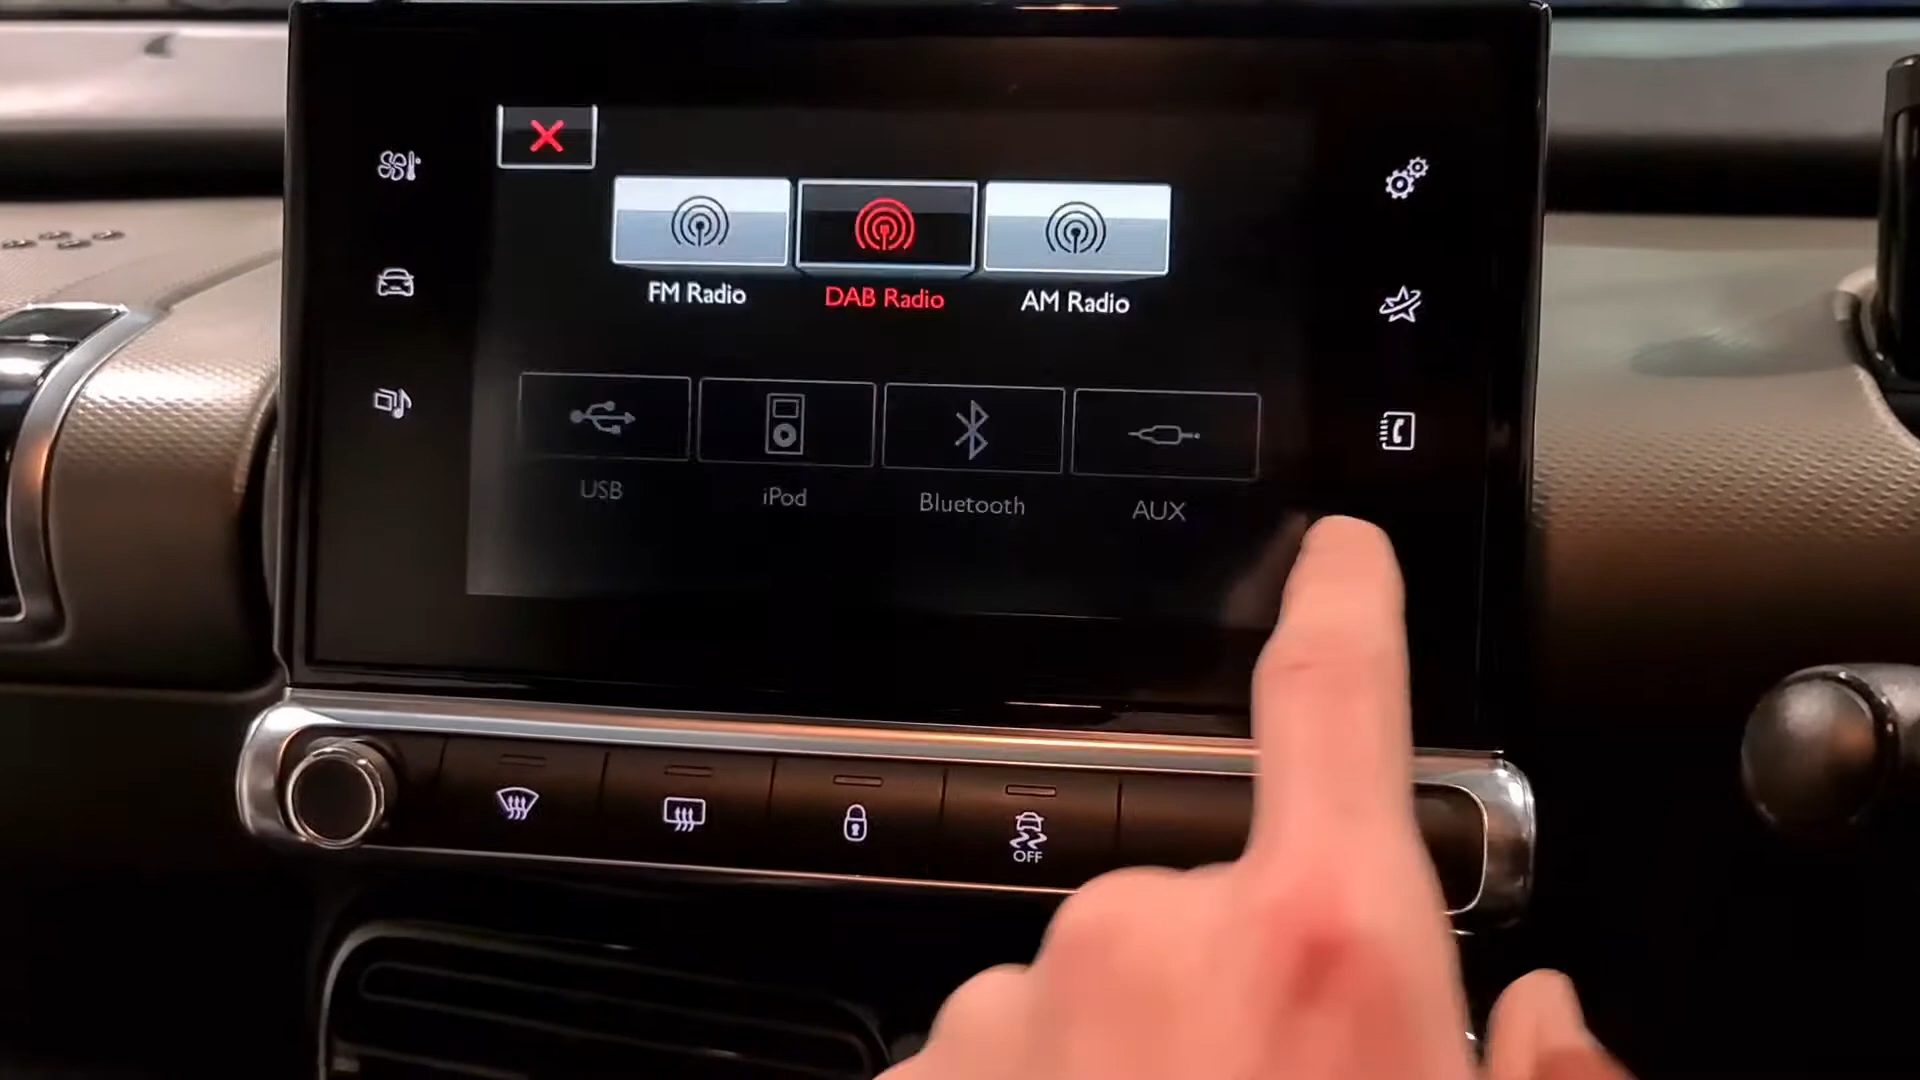 FM Radio
DAB Radio
AM Radio
USB
iPod
Bluetooth
AUX
OFF